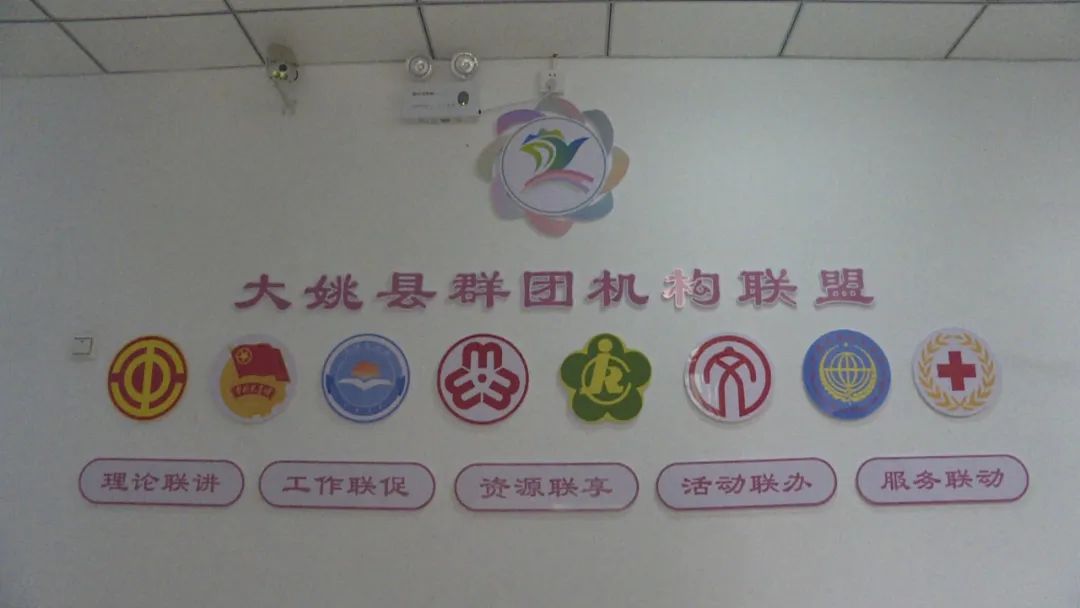 大姚县群团机构联盟
理论联讲
工作联促
资源联享
活动联办
服务联动